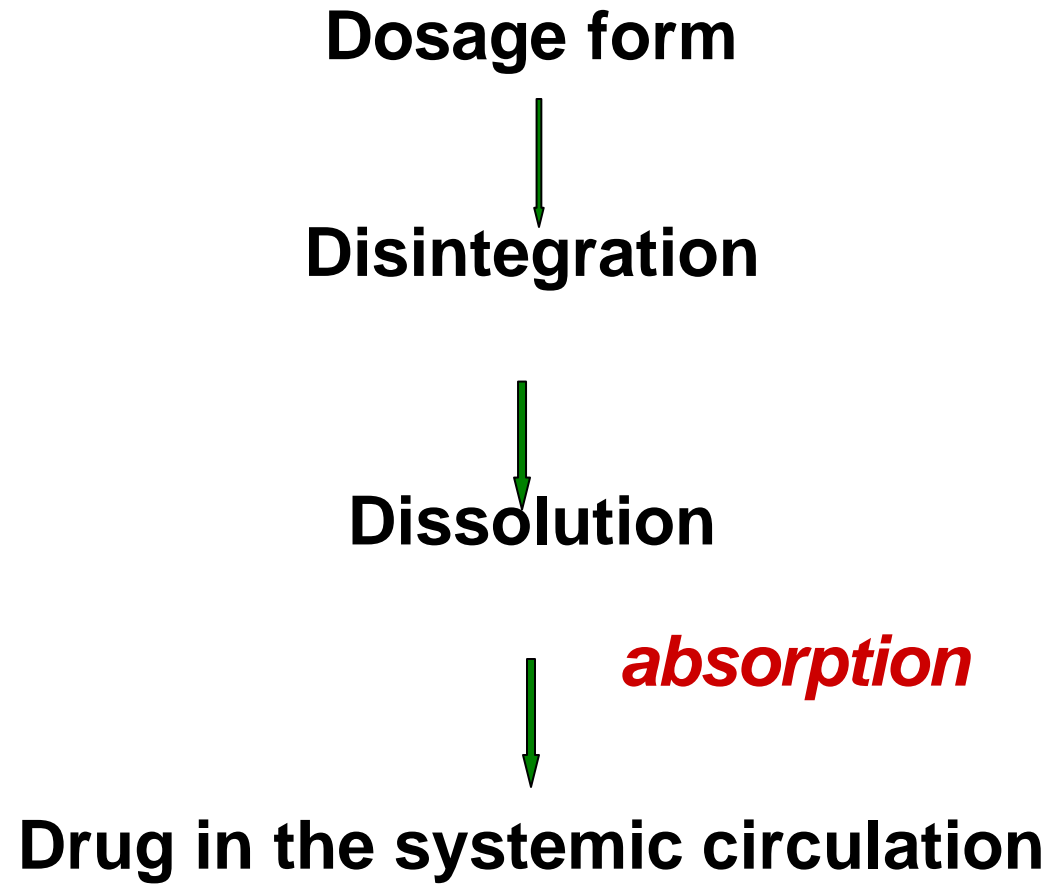 Dosage form
Disintegration
Dissolution
absorption
Drug in the systemic circulation